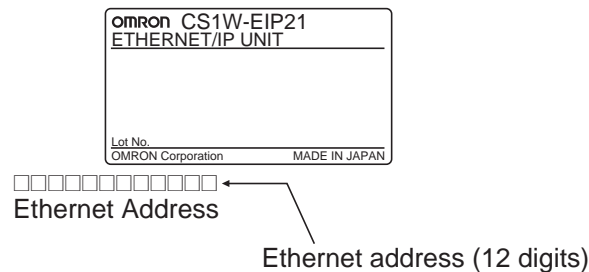 OMRON CS1W-EIP21
ETHERNET/IP UNIT
Lot No.
OMRON Corporation MADE IN JAPAN
□□□□□□□□□□□□
Ethernet Address
Ethernet address (12 digits)